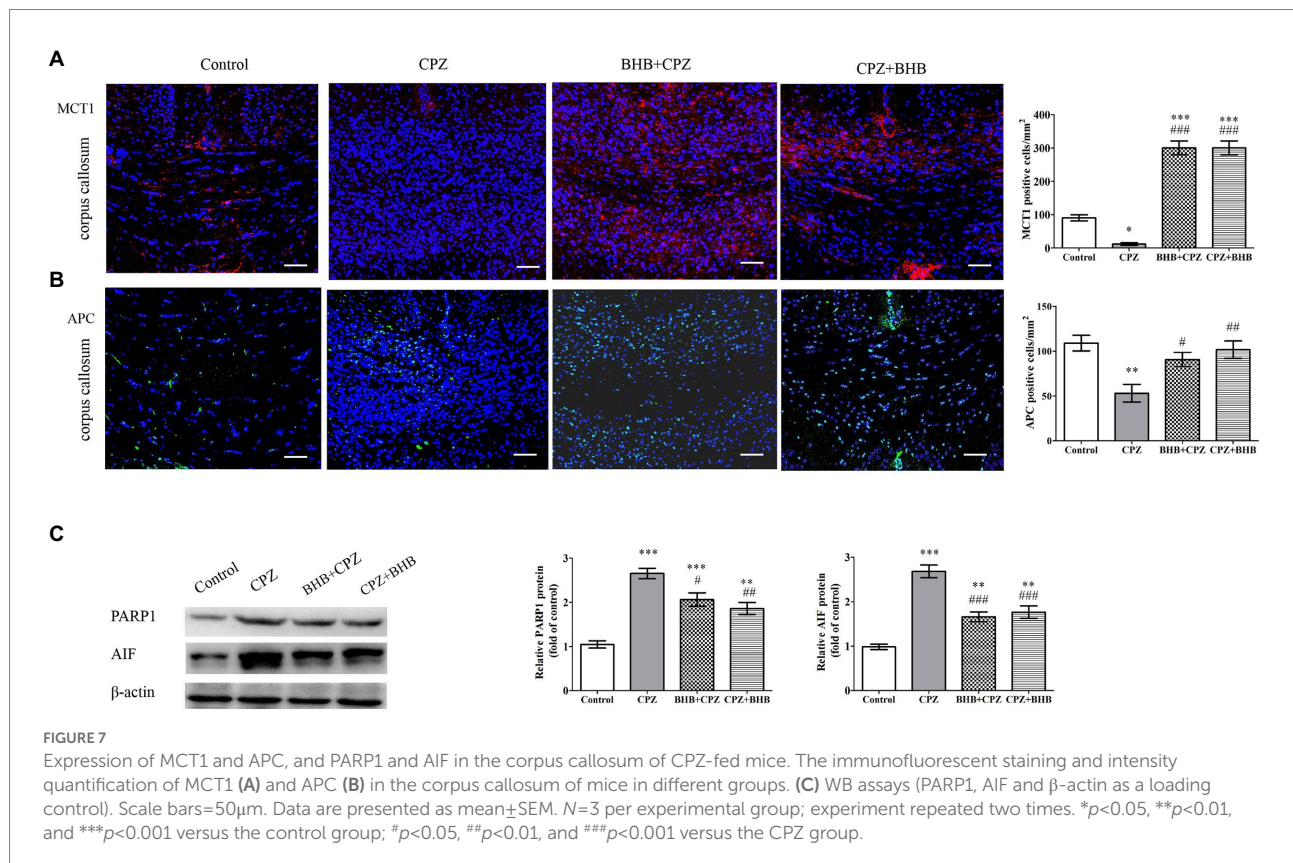 A
Control
CPZ
BHB+CPZ
CPZ+BHB
MCT1
corpus callosum
MCT1 positive cells/mm²
400
300
200
100
0
*
***
###
***
###
Control
CPZ
BHB+CPZ
CPZ+BHB
B
APC
corpus callosum
APC positive cells/mm²
150
100
50
0
**
#
##
Control
CPZ
BHB+CPZ
CPZ+BHB
C
Control
CPZ
BHB+CPZ
CPZ+BHB
PARP1
AIF
β-actin
Relative PARP1 protein
(fold of control)
3
2
1
0
***
***
#
**
##
Control
CPZ
BHB+CPZ
CPZ+BHB
Relative AIF protein
(fold of control)
3
2
1
0
***
**
###
**
###
Control
CPZ
BHB+CPZ
CPZ+BHB
FIGURE 7
Expression of MCT1 and APC, and PARP1 and AIF in the corpus callosum of CPZ-fed mice. The immunofluorescent staining and intensity
quantification of MCT1 (A) and APC (B) in the corpus callosum of mice in different groups. (C) WB assays (PARP1, AIF and β-actin as a loading
control). Scale bars=50μm. Data are presented as mean±SEM. N=3 per experimental group; experiment repeated two times. *p<0.05, **p<0.01,
and ***p<0.001 versus the control group; #p<0.05, ##p<0.01, and ###p<0.001 versus the CPZ group.